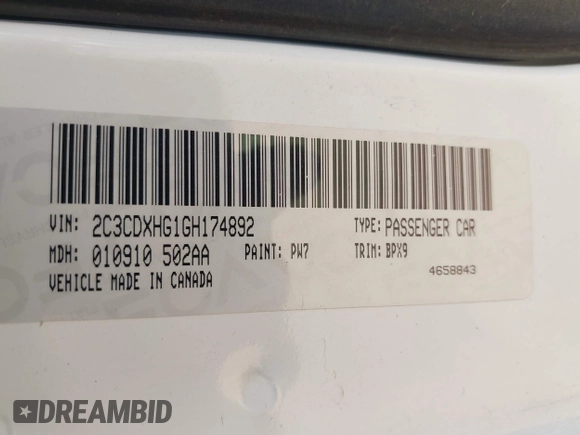 VIN: 2C3CDXHG1GH174892 TYPE: PASSENGER CAR
MDH: 010910 502AA PAINT: PW7 TRIM: BPX9
VEHICLE MADE IN CANADA 4658843
DREAMBID